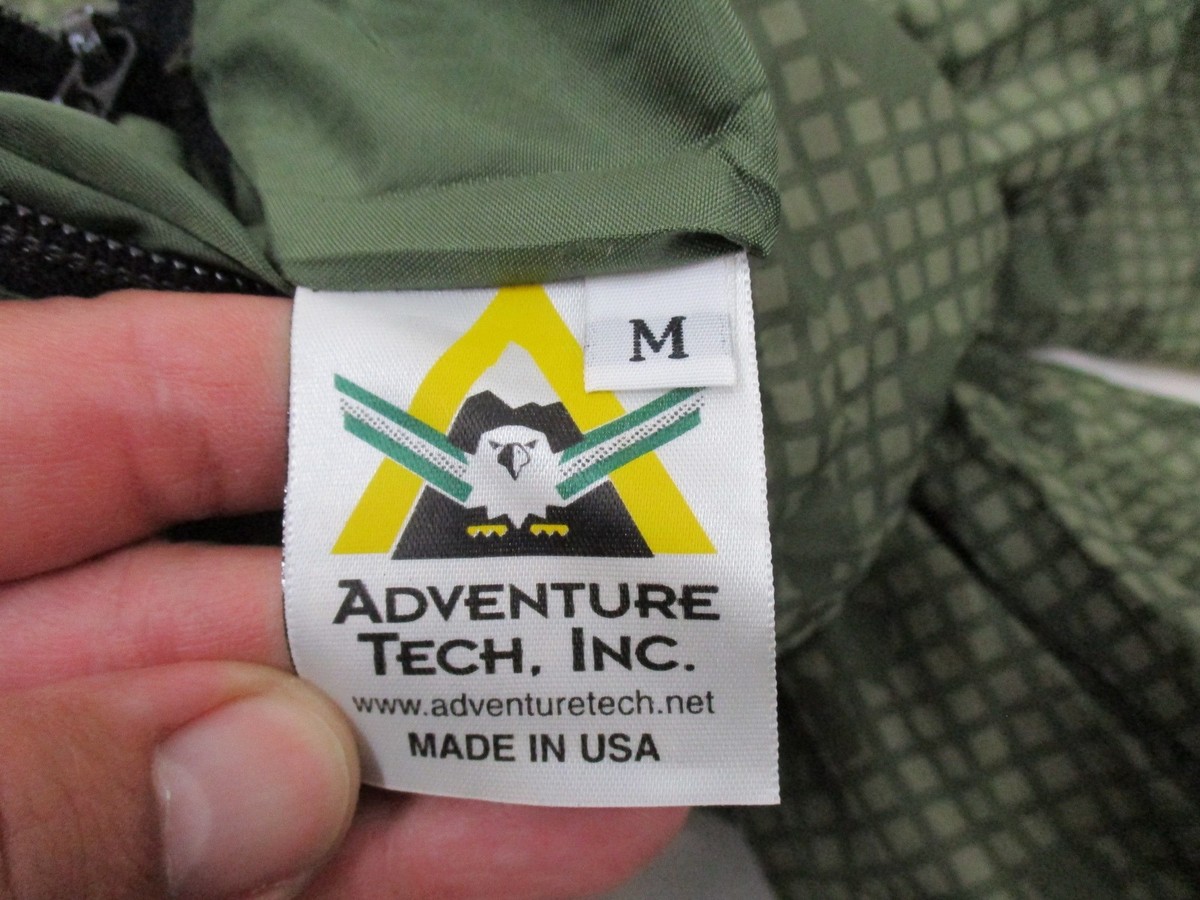 M
ADVENTURE
TECH, INC.
www.adventuretech.net
MADE IN USA